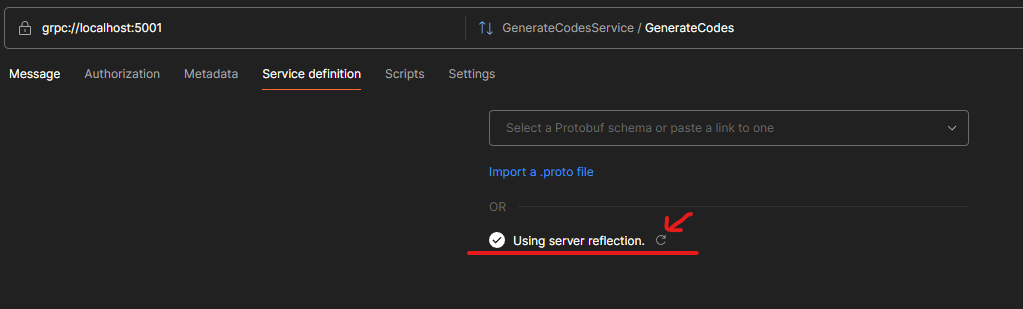 grpc://localhost:5001
GenerateCodesService / GenerateCodes
Message Authorization Metadata Service definition Scripts Settings
Select a Protobuf schema or paste a link to one
Import a .proto file
OR
Using server reflection.